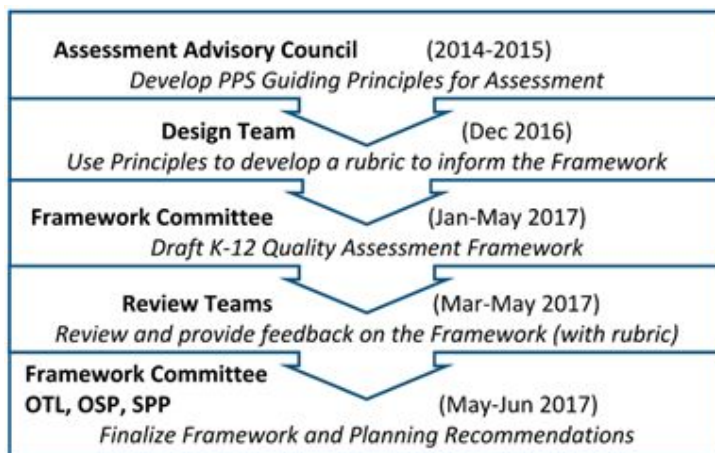 Assessment Advisory Council (2014-2015)
Develop PPS Guiding Principles for Assessment
Design Team (Dec 2016)
Use Principles to develop a rubric to inform the Framework
Framework Committee (Jan-May 2017)
Draft K-12 Quality Assessment Framework
Review Teams (Mar-May 2017)
Review and provide feedback on the Framework (with rubric)
Framework Committee
OTL, OSP, SPP (May-Jun 2017)
Finalize Framework and Planning Recommendations